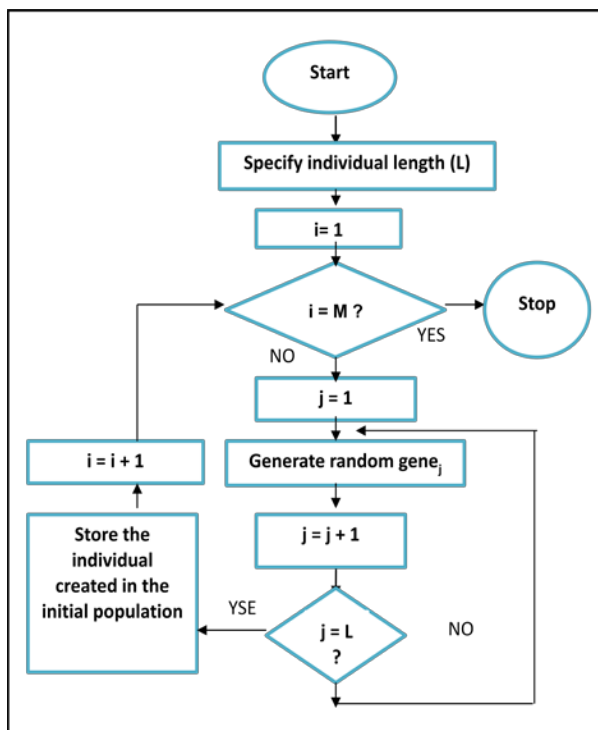 Start
Specify individual length (L)
i= 1
i = M ?
YES
Stop
NO
j = 1
Generate random gene_j
j = j + 1
j = L
?
NO
YSE
Store the
individual
created in the
initial population
i = i + 1